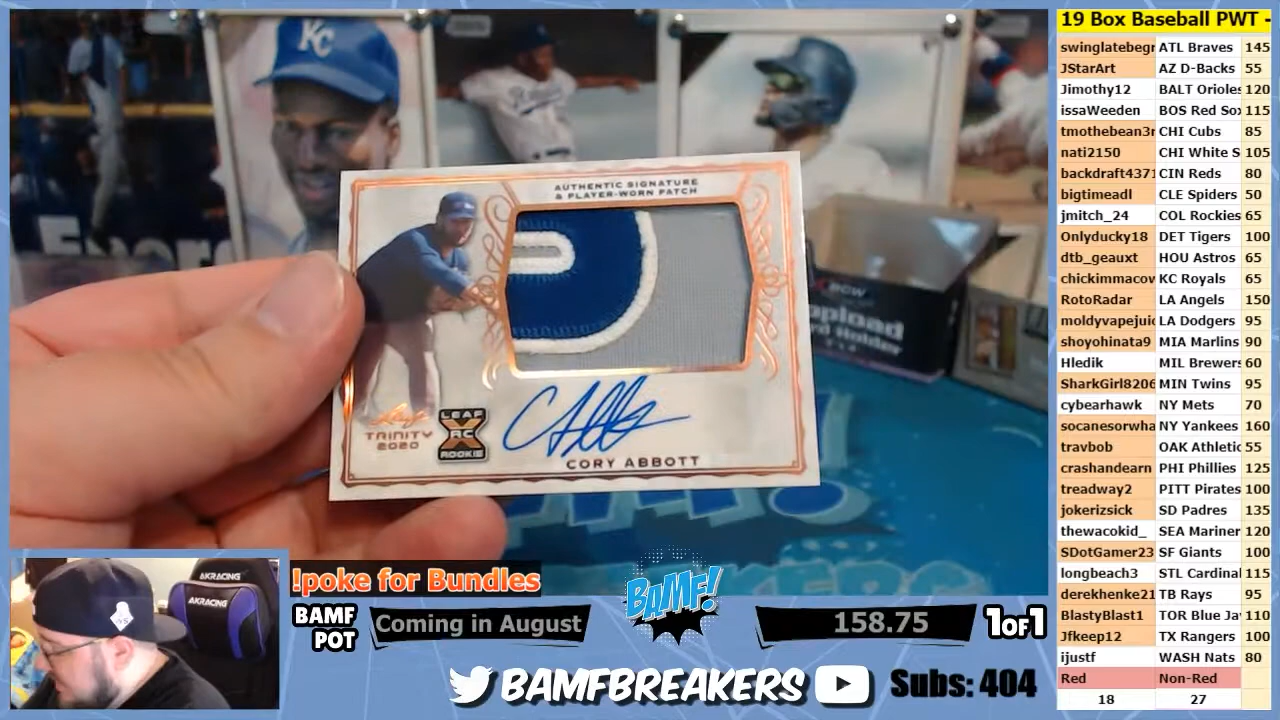 KC
AUTHENTIC SIGNATURE
& PLAYER-WORN PATCH
BCW
Leaf
TRINITY
2020
LEAF
X
RC
ROOKIE
CORY ABBOTT
19 Box Baseball PWT -
swinglatebegr ATL Braves 145
JStarArt AZ D-Backs 55
Jimothy12 BALT Orioles 120
issaWeeden BOS Red Sox 115
tmothebean3r CHI Cubs 85
nati2150 CHI White S 105
backdraft4371 CIN Reds 80
bigtimeadl CLE Spiders 50
jmitch_24 COL Rockies 65
Onlyducky18 DET Tigers 100
dtb_geauxt HOU Astros 65
chickimmacov KC Royals 65
RotoRadar LA Angels 150
moldyvapejuic LA Dodgers 95
shoyohinata9 MIA Marlins 90
Hledik MIL Brewers 60
SharkGirl8206 MIN Twins 95
cybearhawk NY Mets 70
socanesorwha NY Yankees 160
travbob OAK Athletic 55
crashandearn PHI Phillies 125
treadway2 PITT Pirates 100
jokerizsick SD Padres 135
thewacokid_ SEA Mariner 120
SDotGamer23 SF Giants 100
longbeach3 STL Cardinal 115
derekhenke21 TB Rays 95
BlastyBlast1 TOR Blue Ja 110
Jfkeep12 TX Rangers 100
ijustf WASH Nats 80
Red Non-Red
18 27
AKRACING
AKRACING
!poke for Bundles
BAMF
POT
Coming in August
BAMF!
158.75
1OF1
BAMFBREAKERS
Subs: 404